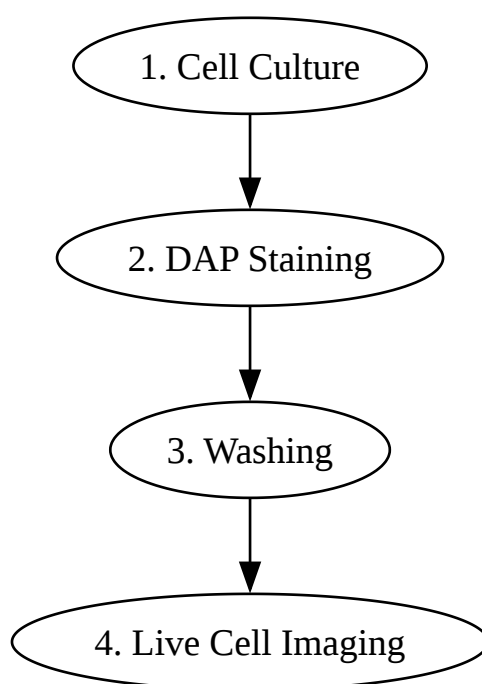 1. Cell Culture
2. DAP Staining
3. Washing
4. Live Cell Imaging